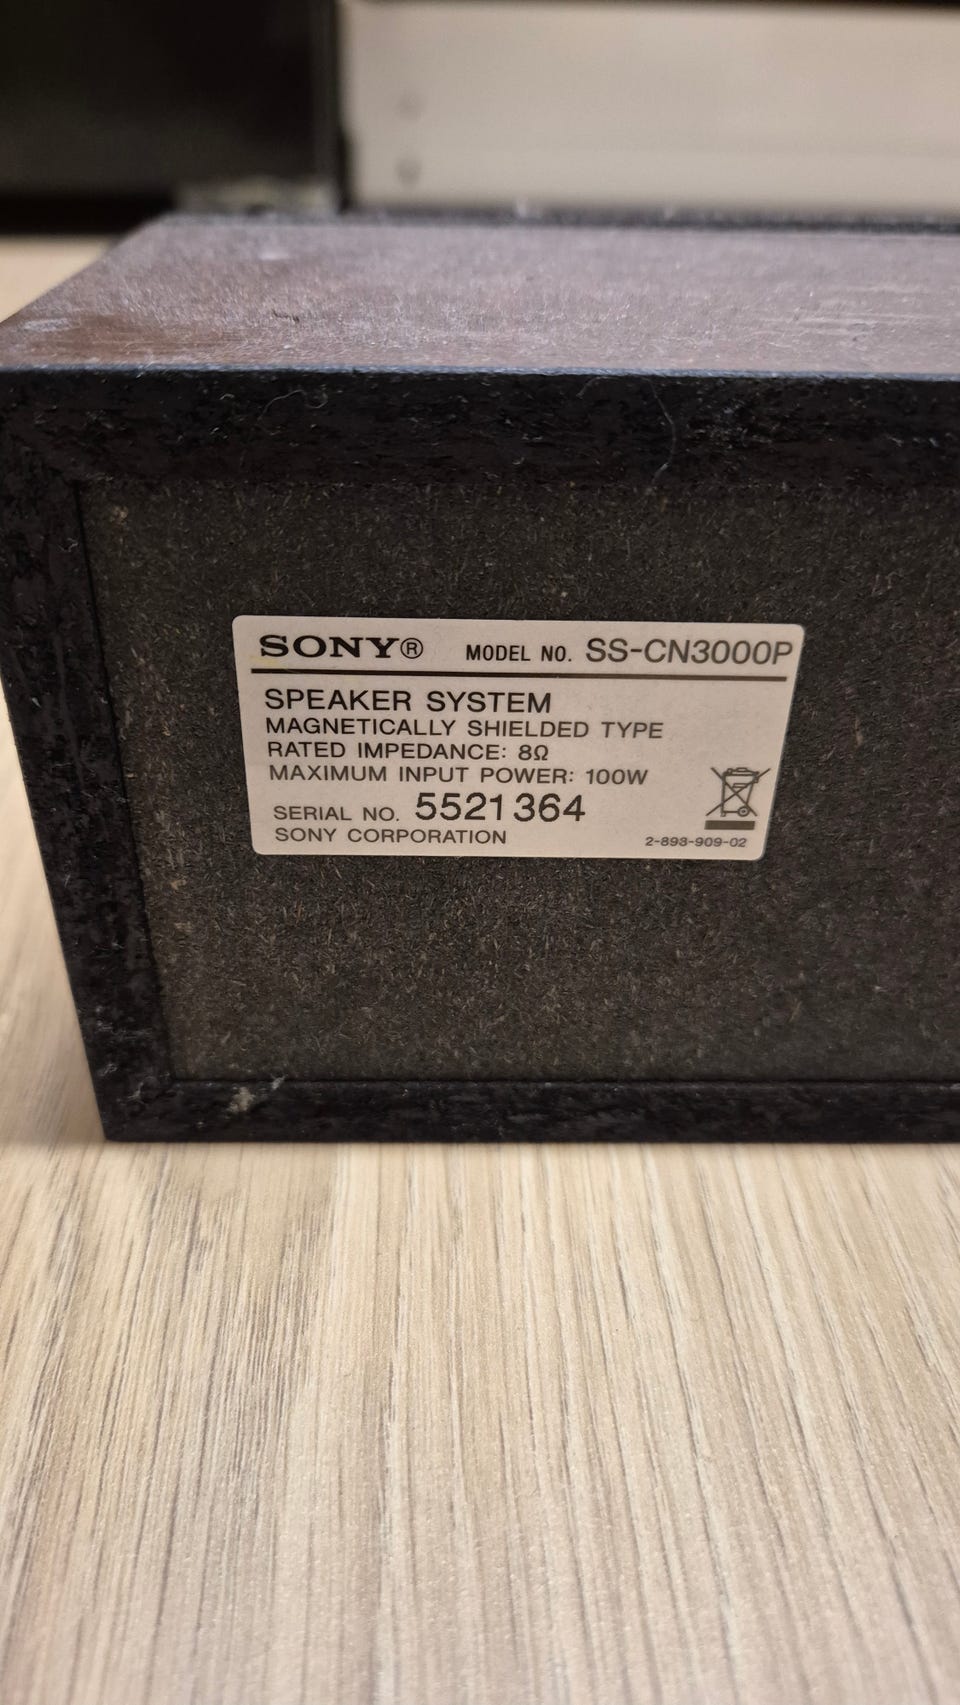 SONY® MODEL NO. SS-CN3000P
SPEAKER SYSTEM
MAGNETICALLY SHIELDED TYPE
RATED IMPEDANCE: 8Ω
MAXIMUM INPUT POWER: 100W
SERIAL NO. 5521364
SONY CORPORATION 2-893-909-02